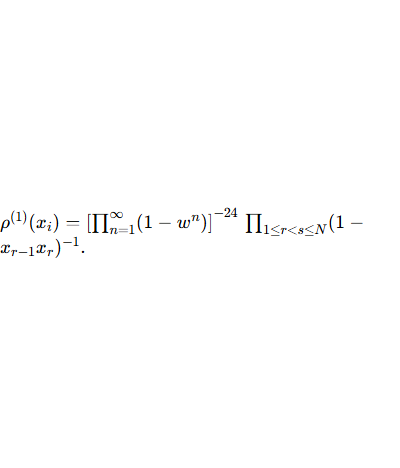 ρ^{(1)}(x_i) = [∏_{n=1}^{∞}(1 − w^n)]^{−24} ∏_{1≤r<s≤N}(1 −
x_{r−1}x_r)^{−1}.